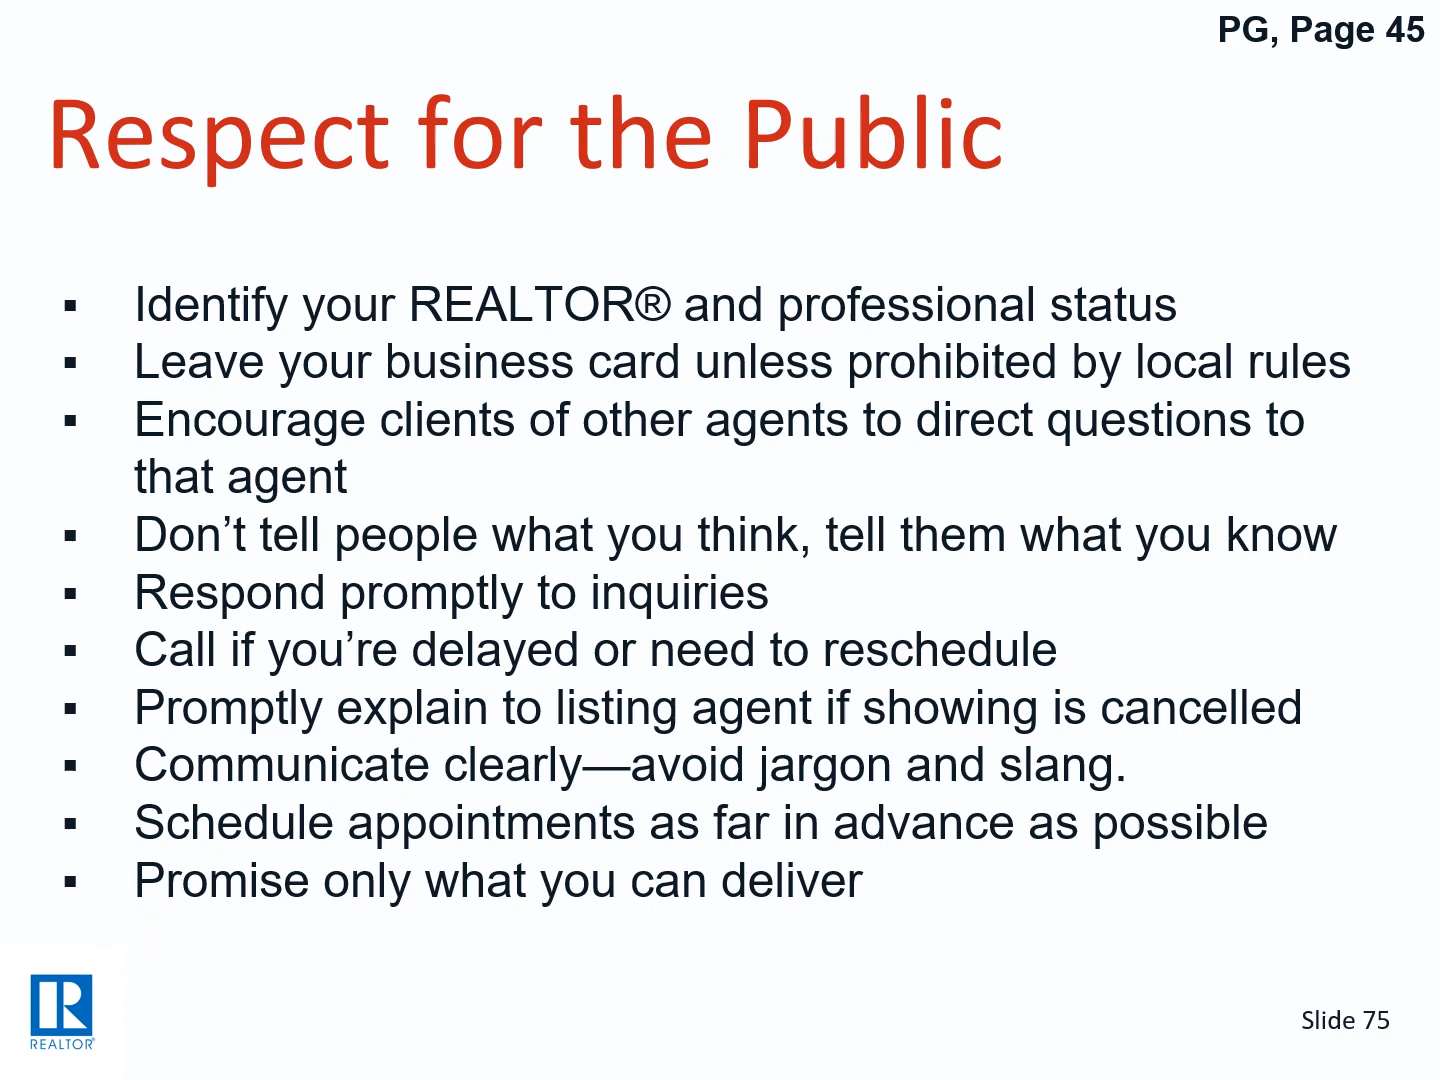 PG, Page 45
Respect for the Public
▪ Identify your REALTOR® and professional status
▪ Leave your business card unless prohibited by local rules
▪ Encourage clients of other agents to direct questions to
that agent
▪ Don’t tell people what you think, tell them what you know
▪ Respond promptly to inquiries
▪ Call if you’re delayed or need to reschedule
▪ Promptly explain to listing agent if showing is cancelled
▪ Communicate clearly—avoid jargon and slang.
▪ Schedule appointments as far in advance as possible
▪ Promise only what you can deliver
R
REALTOR®
Slide 75